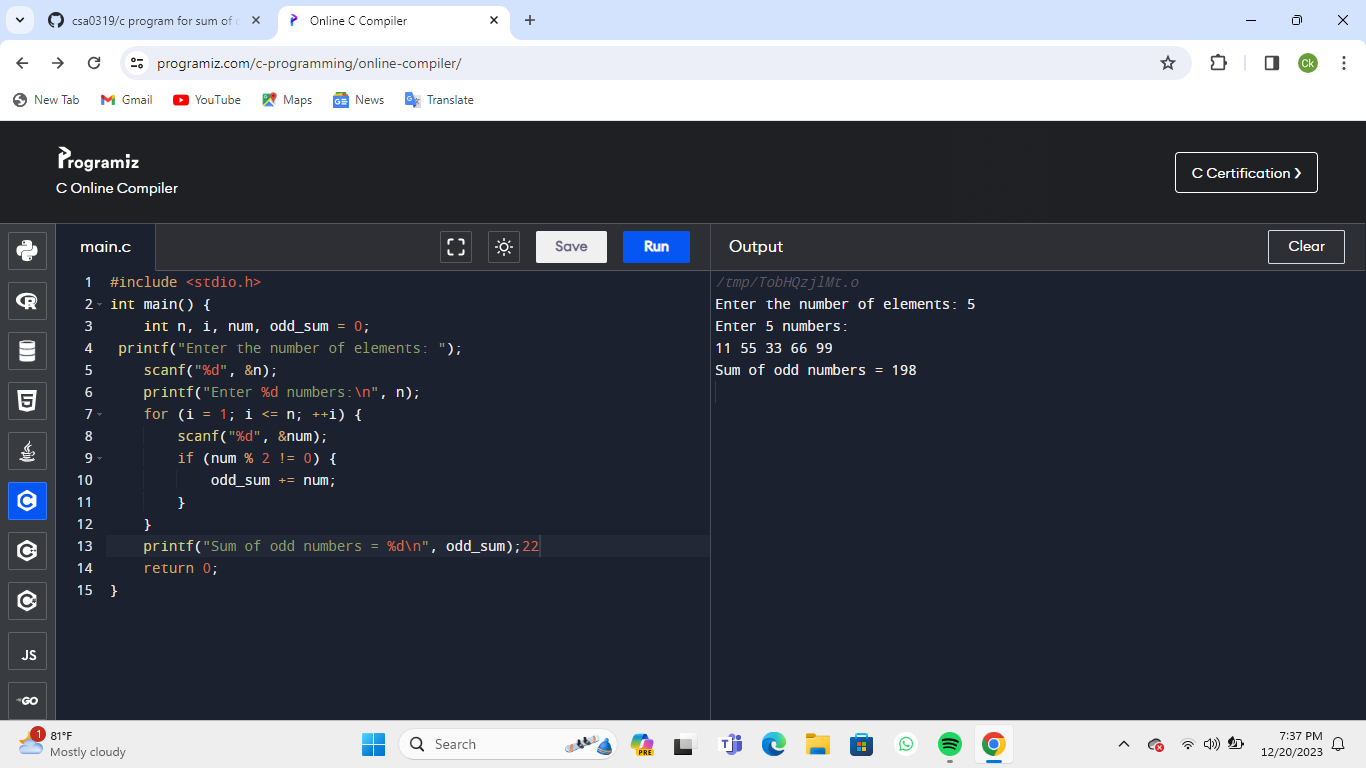 csa0319/c program for sum of
Online C Compiler
programiz.com/c-programming/online-compiler/
Ck
New Tab
Gmail
YouTube
Maps
News
Translate
Programiz
C Online Compiler
C Certification ❯
main.c
Save
Run
Output
Clear
1 #include <stdio.h>
2 int main() {
3     int n, i, num, odd_sum = 0;
4  printf("Enter the number of elements: ");
5     scanf("%d", &n);
6     printf("Enter %d numbers:\n", n);
7     for (i = 1; i <= n; ++i) {
8         scanf("%d", &num);
9         if (num % 2 != 0) {
10             odd_sum += num;
11         }
12     }
13     printf("Sum of odd numbers = %d\n", odd_sum);22
14     return 0;
15 }
/tmp/TobHQzjlMt.o
Enter the number of elements: 5
Enter 5 numbers:
11 55 33 66 99
Sum of odd numbers = 198
R
JS
GO
1
81°F
Mostly cloudy
Search
PRE
7:37 PM
12/20/2023